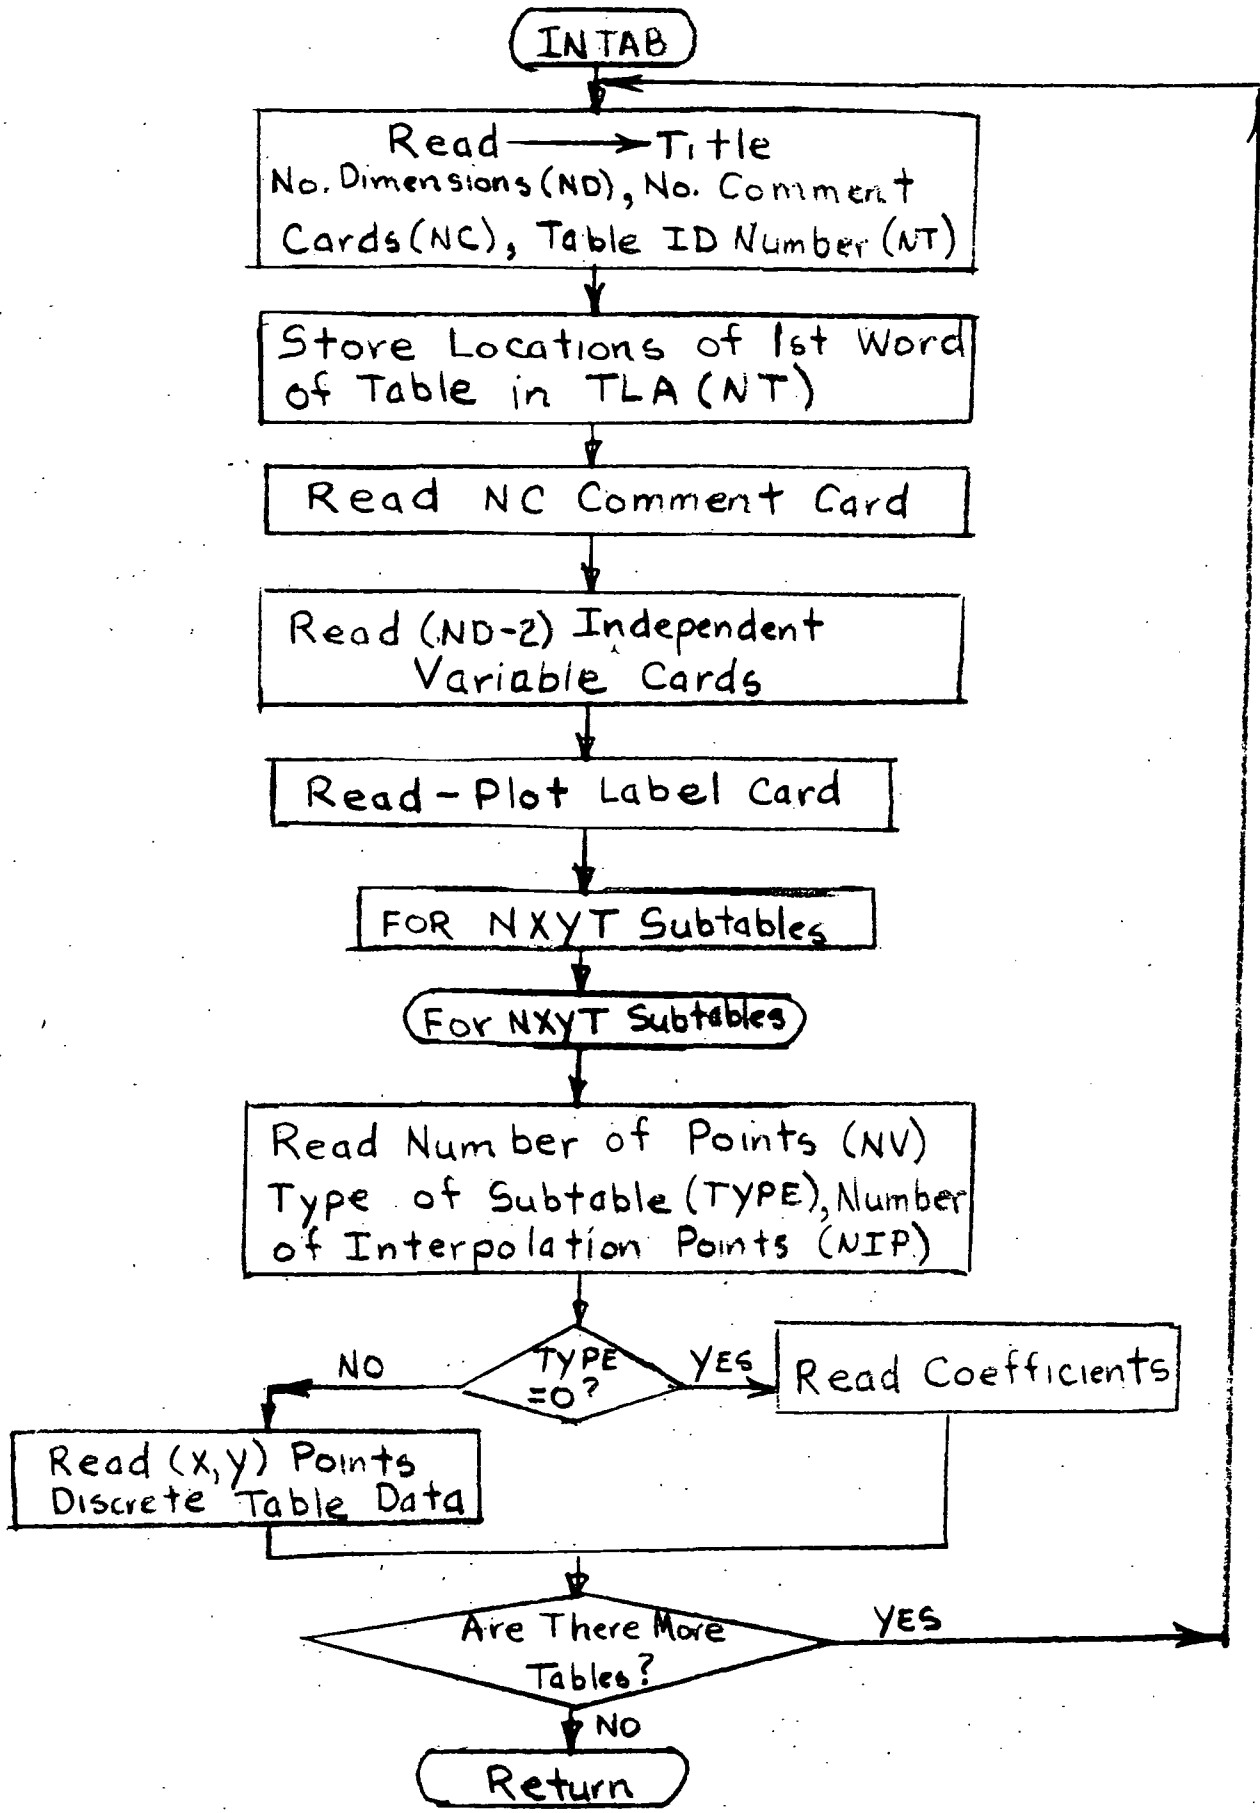 INTAB
Read → Title
No. Dimensions (ND), No. Comment
Cards (NC), Table ID Number (NT)
Store Locations of 1st Word
of Table in TLA (NT)
Read NC Comment Card
Read (ND-2) Independent
Variable Cards
Read - Plot Label Card
FOR NXYT Subtables
For NXYT Subtables
Read Number of Points (NV)
Type of Subtable (TYPE), Number
of Interpolation Points (NIP)
TYPE
=0?
NO
YES
Read Coefficients
Read (X,Y) Points
Discrete Table Data
Are There More
Tables?
YES
NO
Return